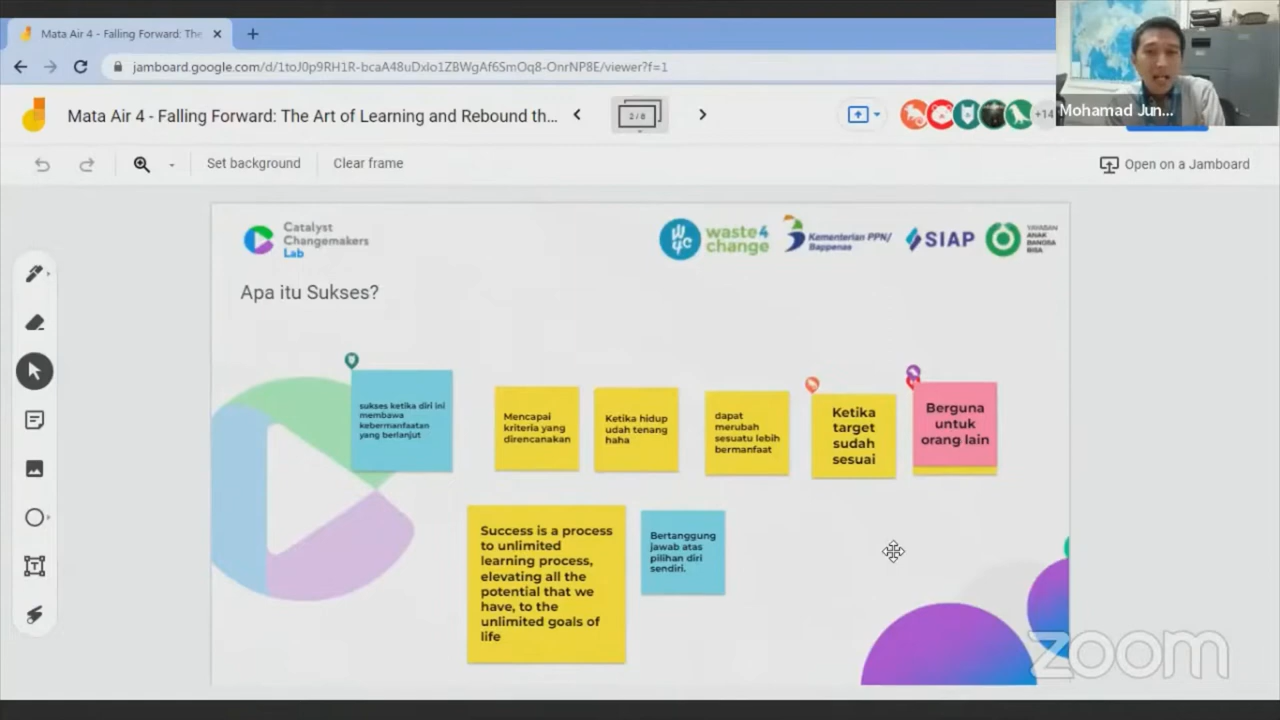 Mata Air 4 - Falling Forward: The
jamboard.google.com/d/1toJ0p9RH1R-bcaA48uDxlo1ZBWgAf6SmOq8-OnrNP8E/viewer?f=1
Mohamad Jun...
Mata Air 4 - Falling Forward: The Art of Learning and Rebound th...
2 / 8
+14
Set background
Clear frame
Open on a Jamboard
Catalyst
Changemakers
Lab
waste4
change
Kementerian PPN/
Bappenas
SIAP
YAYASAN
ANAK
BANGSA
BISA
Apa itu Sukses?
sukses ketika diri ini
membawa
kebermanfaatan
yang berlanjut
Mencapai
kriteria yang
direncanakan
Ketika hidup
udah tenang
haha
dapat
merubah
sesuatu lebih
bermanfaat
Ketika
target
sudah
sesuai
Berguna
untuk
orang lain
Success is a process
to unlimited
learning process,
elevating all the
potential that we
have, to the
unlimited goals of
life
Bertanggung
jawab atas
pilihan diri
sendiri.
zoom